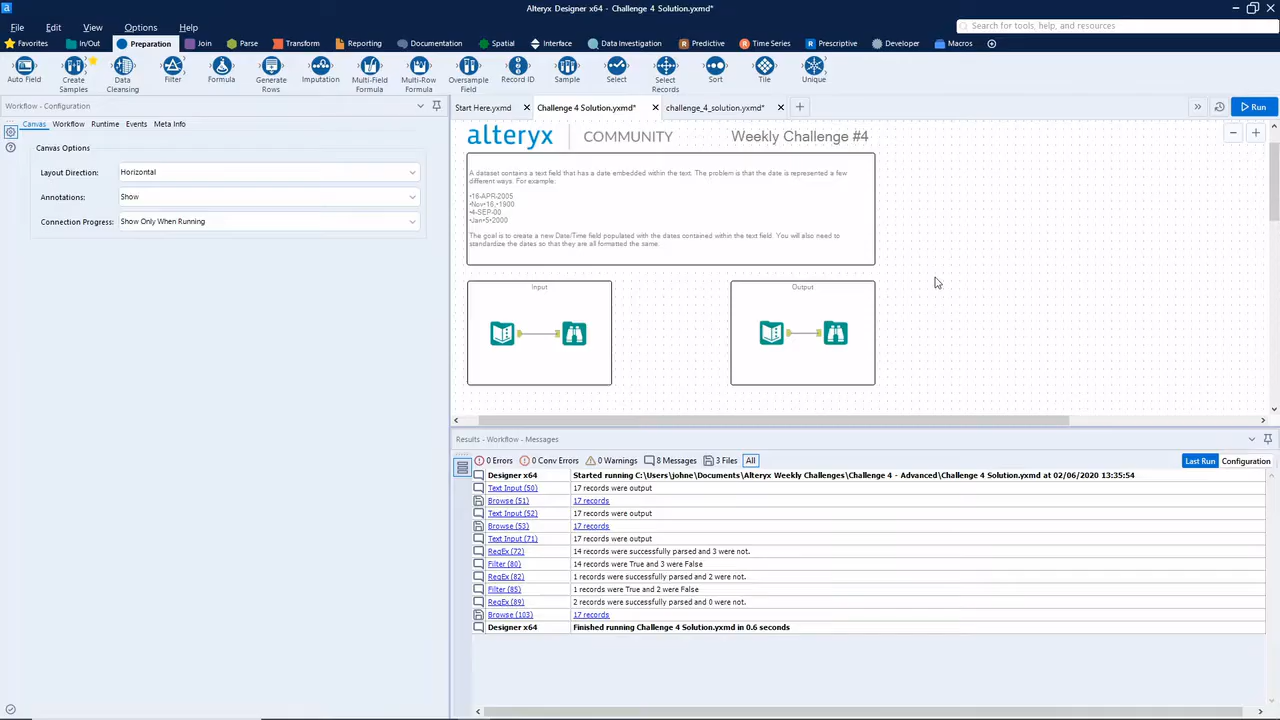 Alteryx Designer x64 - Challenge 4 Solution.yxmd*
File Edit View Options Help
Search for tools, help, and resources
Favorites In/Out Preparation Join Parse Transform Reporting Documentation Spatial Interface Data Investigation Predictive Time Series Prescriptive Developer Macros
Auto Field Create Samples Data Cleansing Filter Formula Generate Rows Imputation Multi-Field Formula Multi-Row Formula Oversample Field Record ID Sample Select Select Records Sort Tile Unique
Workflow - Configuration
Start Here.yxmd Challenge 4 Solution.yxmd* challenge_4_solution.yxmd* Run
Canvas Workflow Runtime Events Meta Info
Canvas Options
Layout Direction: Horizontal
Annotations: Show
Connection Progress: Show Only When Running
alteryx COMMUNITY Weekly Challenge #4
A dataset contains a text field that has a date embedded within the text. The problem is that the date is represented a few
different ways. For example:
•16-APR-2005
•Nov•16,•1900
•4-SEP-00
•Jan•5•2000
The goal is to create a new Date/Time field populated with the dates contained within the text field. You will also need to
standardize the dates so that they are all formatted the same.
Input Output
Results - Workflow - Messages
0 Errors 0 Conv Errors 0 Warnings 8 Messages 3 Files All Last Run Configuration
Designer x64 Started running C:\Users\johne\Documents\Alteryx Weekly Challenges\Challenge 4 - Advanced\Challenge 4 Solution.yxmd at 02/06/2020 13:35:54
Text Input (50) 17 records were output
Browse (51) 17 records
Text Input (52) 17 records were output
Browse (53) 17 records
Text Input (71) 17 records were output
RegEx (72) 14 records were successfully parsed and 3 were not.
Filter (80) 14 records were True and 3 were False
RegEx (82) 1 records were successfully parsed and 2 were not.
Filter (85) 1 records were True and 2 were False
RegEx (89) 2 records were successfully parsed and 0 were not.
Browse (103) 17 records
Designer x64 Finished running Challenge 4 Solution.yxmd in 0.6 seconds